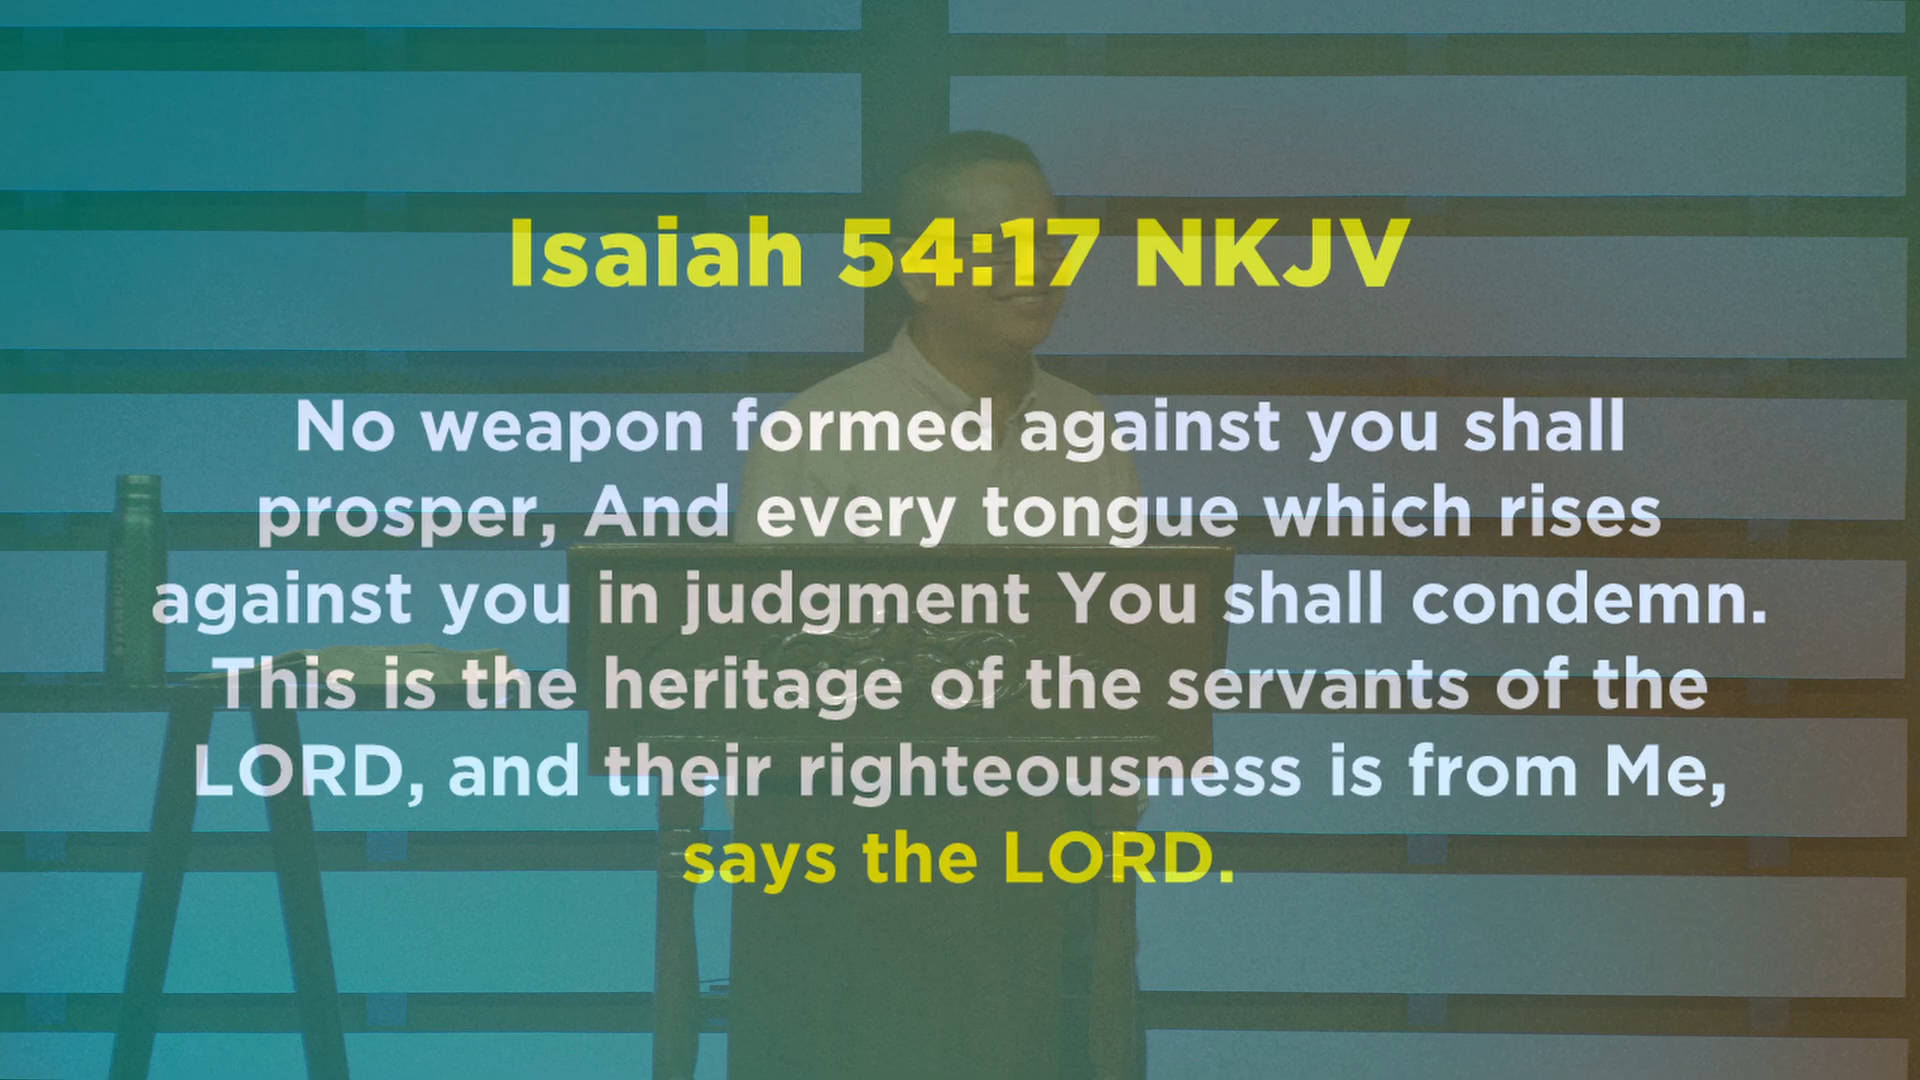 Isaiah 54:17 NKJV
No weapon formed against you shall
prosper, And every tongue which rises
against you in judgment You shall condemn.
This is the heritage of the servants of the
LORD, and their righteousness is from Me,
says the LORD.